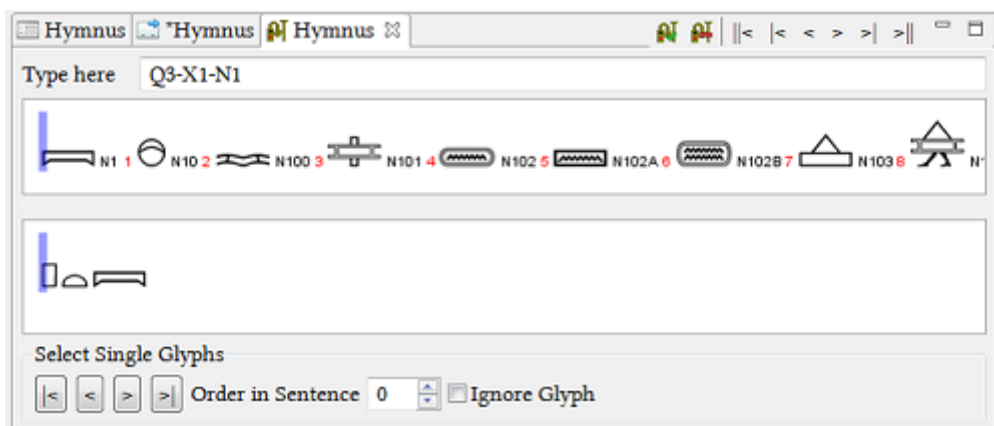 Hymnus *Hymnus Hymnus ||< |< < > >| >||
Type here Q3-X1-N1
N1 1 N10 2 N100 3 N101 4 N102 5 N102A 6 N102B 7 N103 8
Select Single Glyphs
|< < > >| Order in Sentence 0 Ignore Glyph